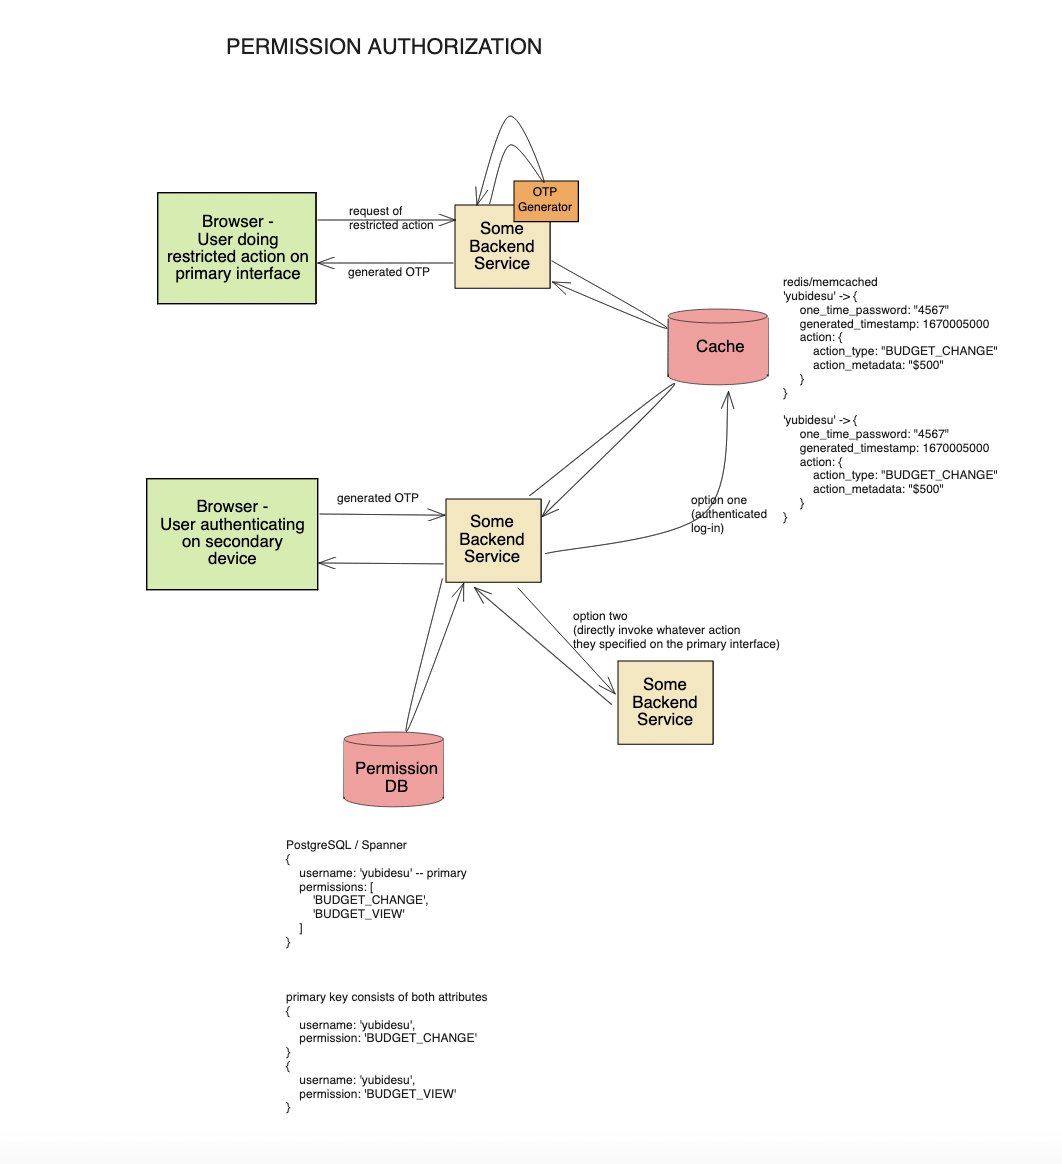 PERMISSION AUTHORIZATION
OTP
Generator
Browser -
User doing
restricted action on
primary interface
request of
restricted action
generated OTP
Some
Backend
Service
Cache
redis/memcached
'yubidesu' -> {
one_time_password: "4567"
generated_timestamp: 1670005000
action: {
action_type: "BUDGET_CHANGE"
action_metadata: "$500"
}
}
'yubidesu' -> {
one_time_password: "4567"
generated_timestamp: 1670005000
action: {
action_type: "BUDGET_CHANGE"
action_metadata: "$500"
}
}
Browser -
User authenticating
on secondary
device
generated OTP
Some
Backend
Service
option one
(authenticated
log-in)
option two
(directly invoke whatever action
they specified on the primary interface)
Some
Backend
Service
Permission
DB
PostgreSQL / Spanner
{
username: 'yubidesu' -- primary
permissions: [
'BUDGET_CHANGE',
'BUDGET_VIEW'
]
}
primary key consists of both attributes
{
username: 'yubidesu',
permission: 'BUDGET_CHANGE'
}
{
username: 'yubidesu',
permission: 'BUDGET_VIEW'
}